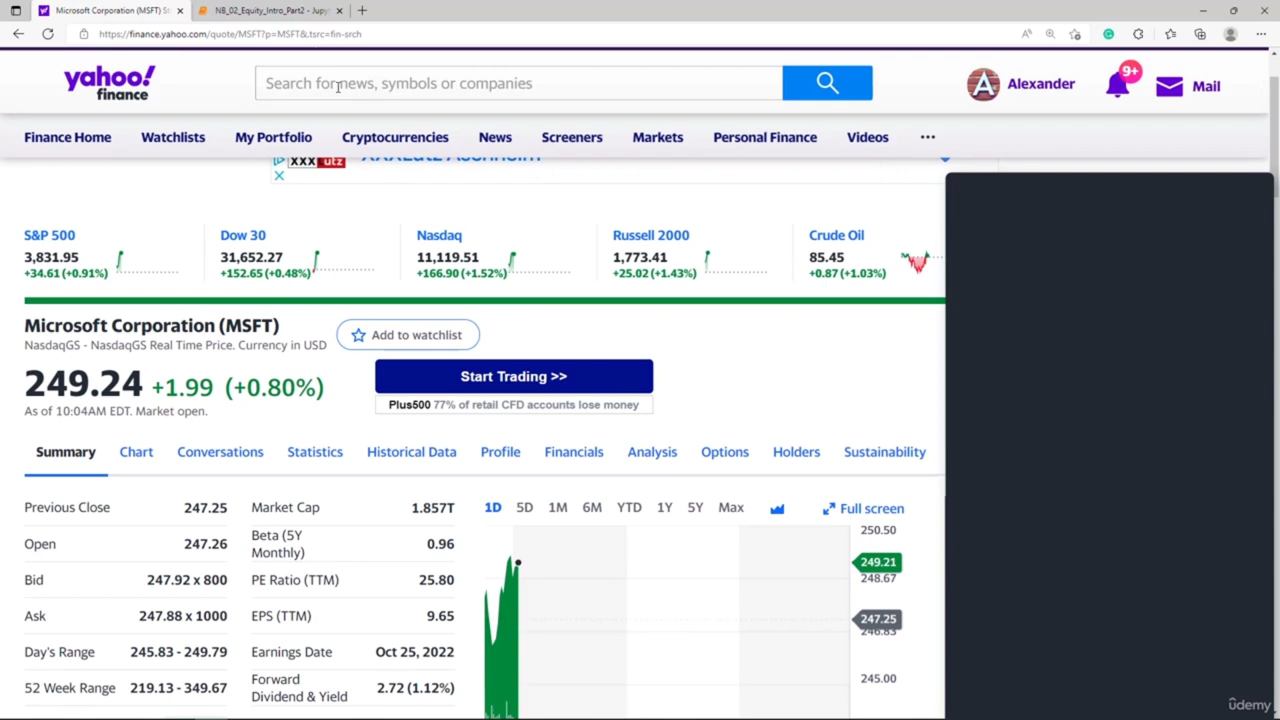 Microsoft Corporation (MSFT) St
NB_02_Equity_Intro_Part2 - Jupy
https://finance.yahoo.com/quote/MSFT?p=MSFT&.tsrc=fin-srch
yahoo!
finance
Search for news, symbols or companies
A
Alexander
9+
Mail
Finance Home Watchlists My Portfolio Cryptocurrencies News Screeners Markets Personal Finance Videos •••
XXX utz
S&P 500
3,831.95
+34.61 (+0.91%)
Dow 30
31,652.27
+152.65 (+0.48%)
Nasdaq
11,119.51
+166.90 (+1.52%)
Russell 2000
1,773.41
+25.02 (+1.43%)
Crude Oil
85.45
+0.87 (+1.03%)
Microsoft Corporation (MSFT)
NasdaqGS - NasdaqGS Real Time Price. Currency in USD
Add to watchlist
249.24 +1.99 (+0.80%)
As of 10:04AM EDT. Market open.
Start Trading >>
Plus500 77% of retail CFD accounts lose money
Summary Chart Conversations Statistics Historical Data Profile Financials Analysis Options Holders Sustainability
Previous Close 247.25
Open 247.26
Bid 247.92 x 800
Ask 247.88 x 1000
Day's Range 245.83 - 249.79
52 Week Range 219.13 - 349.67
Market Cap 1.857T
Beta (5Y
Monthly) 0.96
PE Ratio (TTM) 25.80
EPS (TTM) 9.65
Earnings Date Oct 25, 2022
Forward
Dividend & Yield 2.72 (1.12%)
1D 5D 1M 6M YTD 1Y 5Y Max
Full screen
250.50
249.21
248.67
247.25
246.83
245.00
ûdemy